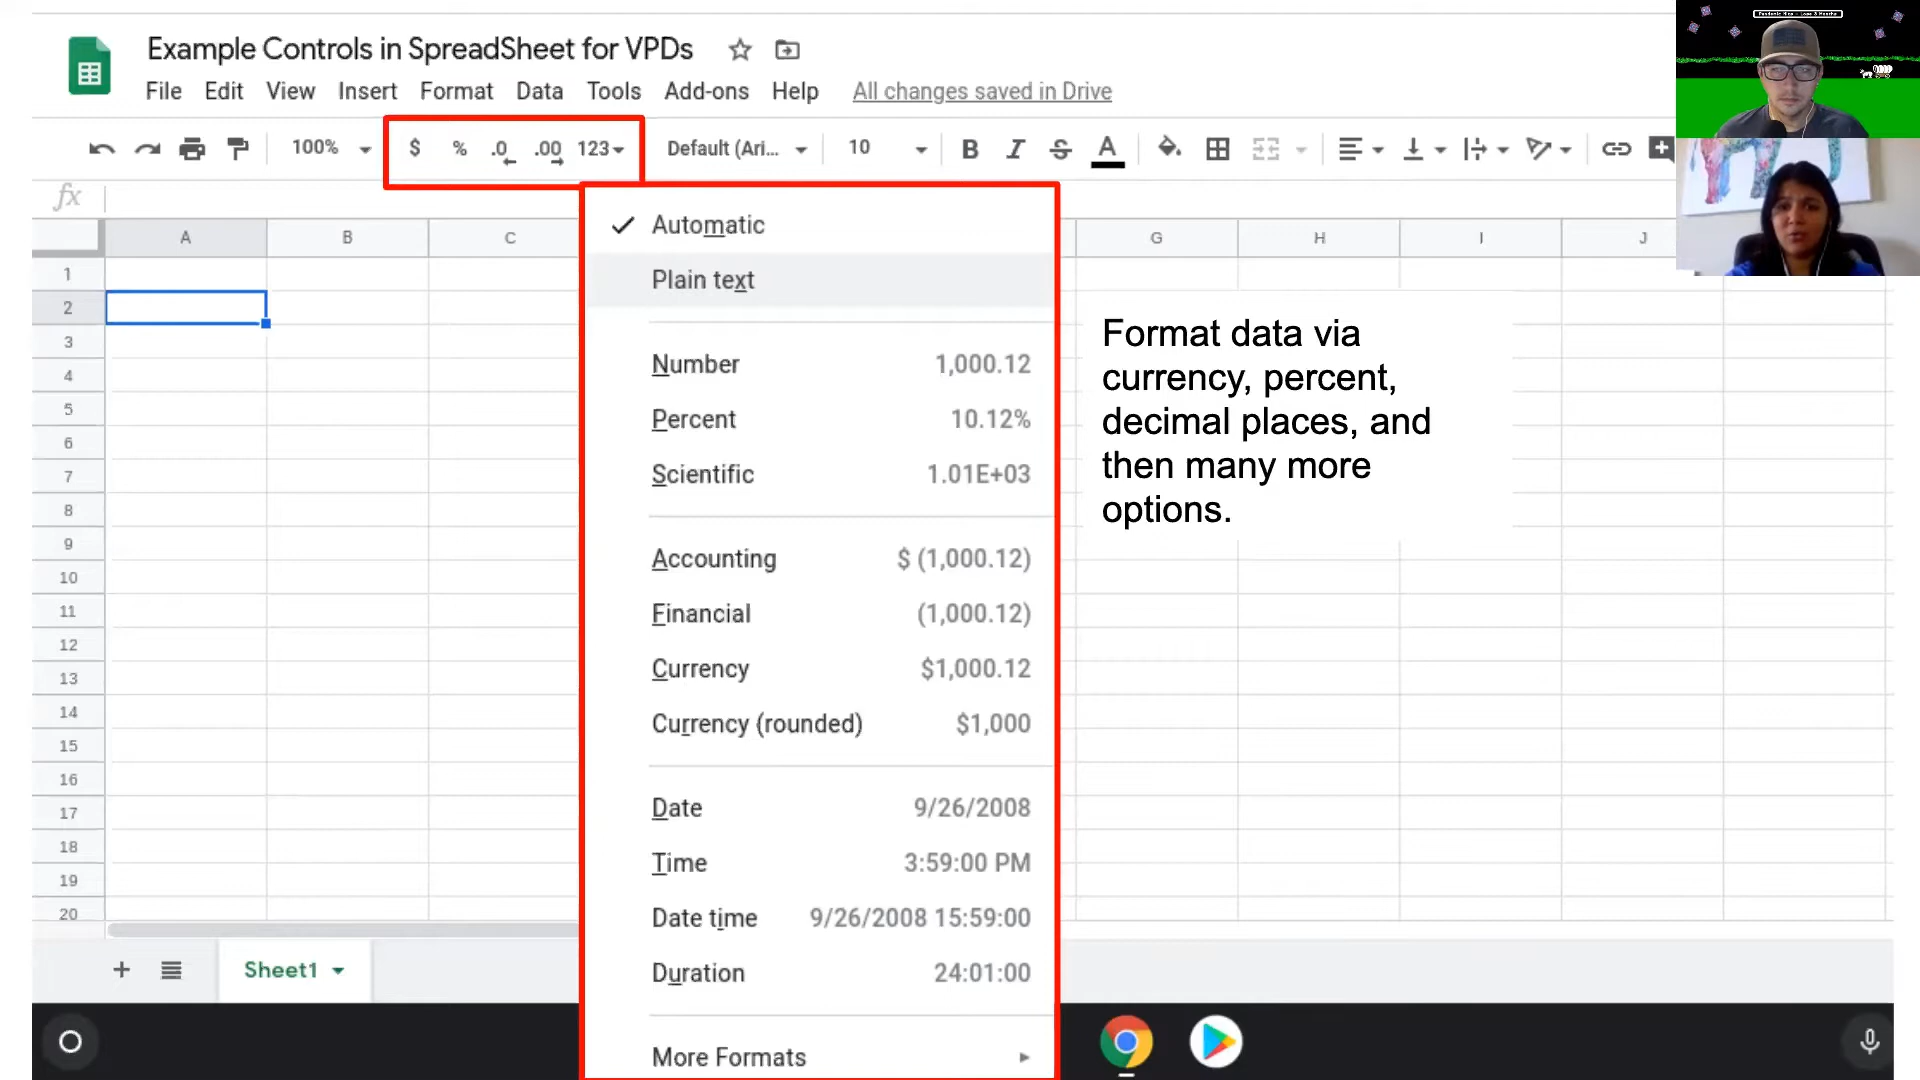 Example Controls in SpreadSheet for VPDs
File Edit View Insert Format Data Tools Add-ons Help All changes saved in Drive
100% $ % .0 .00 123 Default (Ari... 10 B I S A
fx
A B C G H I J
1
2
3
4
5
6
7
8
9
10
11
12
13
14
15
16
17
18
19
20
Automatic
Plain text
Number 1,000.12
Percent 10.12%
Scientific 1.01E+03
Accounting $ (1,000.12)
Financial (1,000.12)
Currency $1,000.12
Currency (rounded) $1,000
Date 9/26/2008
Time 3:59:00 PM
Date time 9/26/2008 15:59:00
Duration 24:01:00
More Formats
Format data via
currency, percent,
decimal places, and
then many more
options.
Sheet1